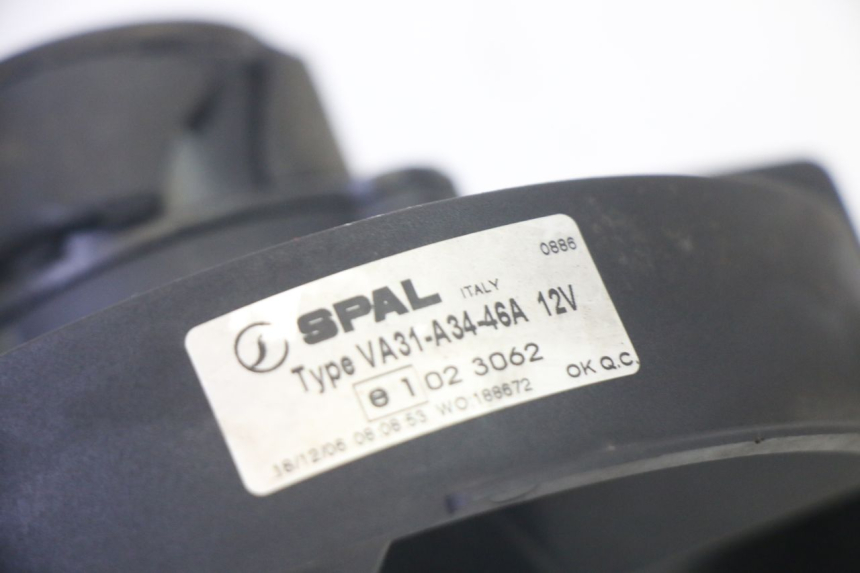 0886
SPAL ITALY
Type VA31-A34-46A 12V
e 1 02 3062
OK Q.C.
18/12/06 08:08:53 WO:188672